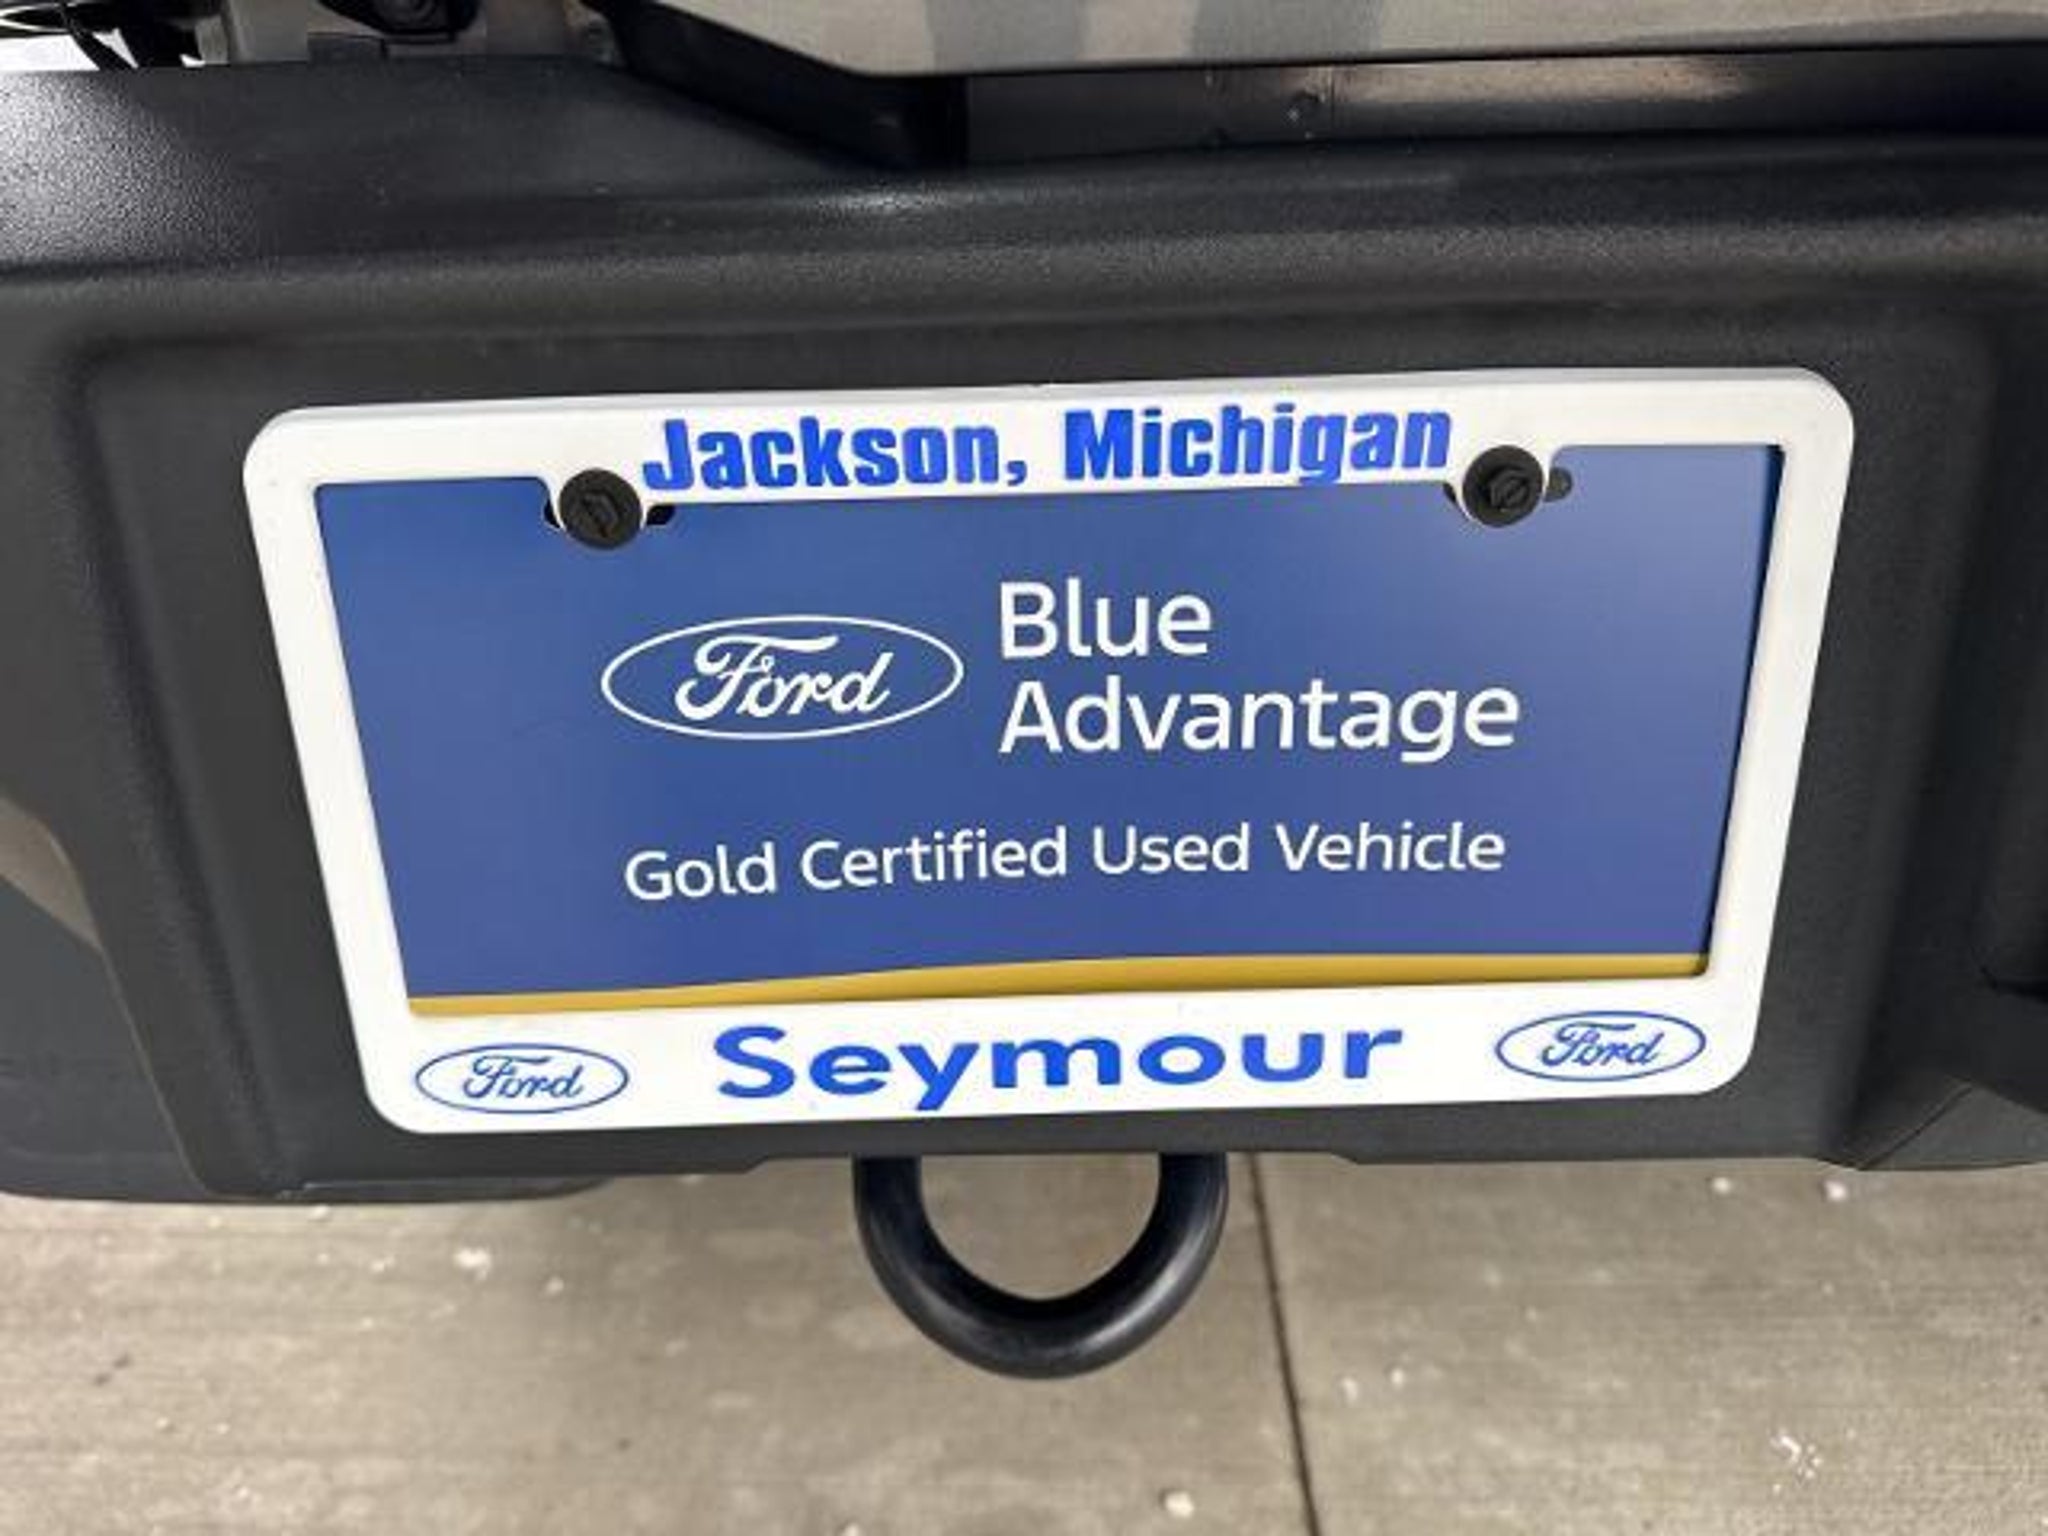 Jackson, Michigan
Ford
Blue
Advantage
Gold Certified Used Vehicle
Ford Seymour Ford